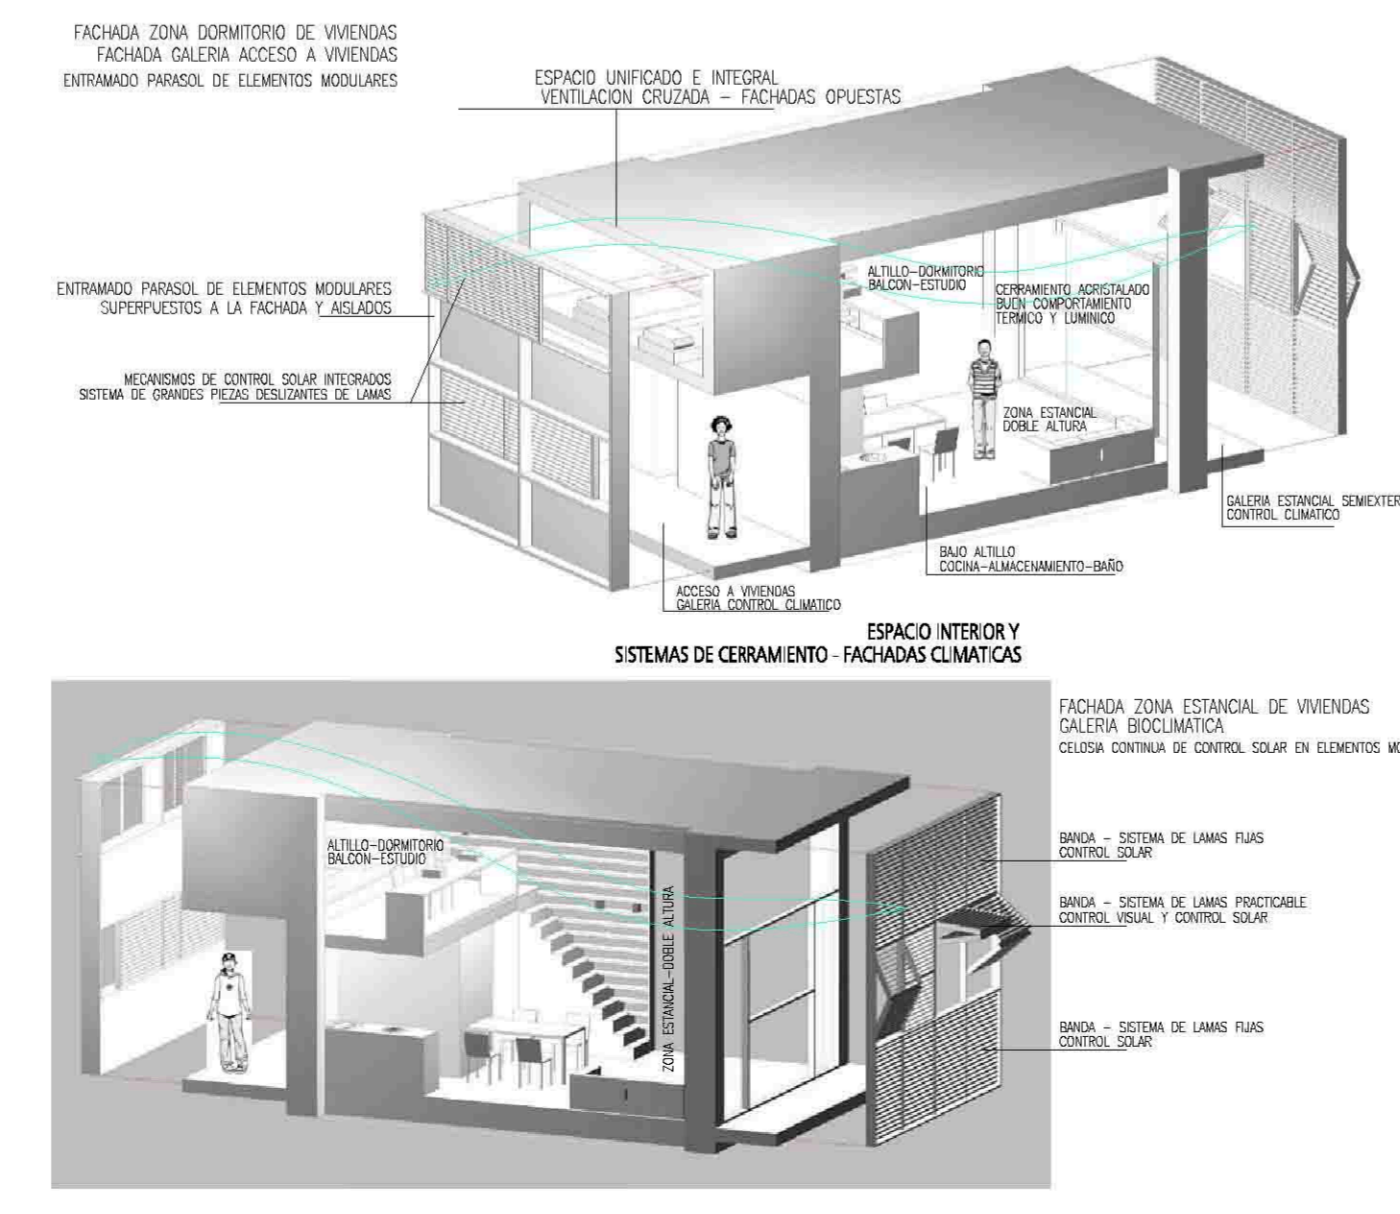 FACHADA ZONA DORMITORIO DE VIVIENDAS
FACHADA GALERIA ACCESO A VIVIENDAS
ENTRAMADO PARASOL DE ELEMENTOS MODULARES
ESPACIO UNIFICADO E INTEGRAL
VENTILACION CRUZADA – FACHADAS OPUESTAS
ENTRAMADO PARASOL DE ELEMENTOS MODULARES
SUPERPUESTOS A LA FACHADA Y AISLADOS
MECANISMOS DE CONTROL SOLAR INTEGRADOS
SISTEMA DE GRANDES PIEZAS DESLIZANTES DE LAMAS
ALTILLO-DORMITORIO
BALCON-ESTUDIO
CERRAMIENTO ACRISTALADO
BUEN COMPORTAMIENTO
TERMICO Y LUMINICO
ZONA ESTANCIAL
DOBLE ALTURA
GALERIA ESTANCIAL SEMIEXTER
CONTROL CLIMATICO
BAJO ALTILLO
COCINA-ALMACENAMIENTO-BAÑO
ACCESO A VIVIENDAS
GALERIA CONTROL CLIMATICO
ESPACIO INTERIOR Y
SISTEMAS DE CERRAMIENTO - FACHADAS CLIMATICAS
FACHADA ZONA ESTANCIAL DE VIVIENDAS
GALERIA BIOCLIMATICA
CELOSIA CONTINUA DE CONTROL SOLAR EN ELEMENTOS MO
ALTILLO-DORMITORIO
BALCON-ESTUDIO
ZONA ESTANCIAL-DOBLE ALTURA
BANDA – SISTEMA DE LAMAS FIJAS
CONTROL SOLAR
BANDA – SISTEMA DE LAMAS PRACTICABLE
CONTROL VISUAL Y CONTROL SOLAR
BANDA – SISTEMA DE LAMAS FIJAS
CONTROL SOLAR